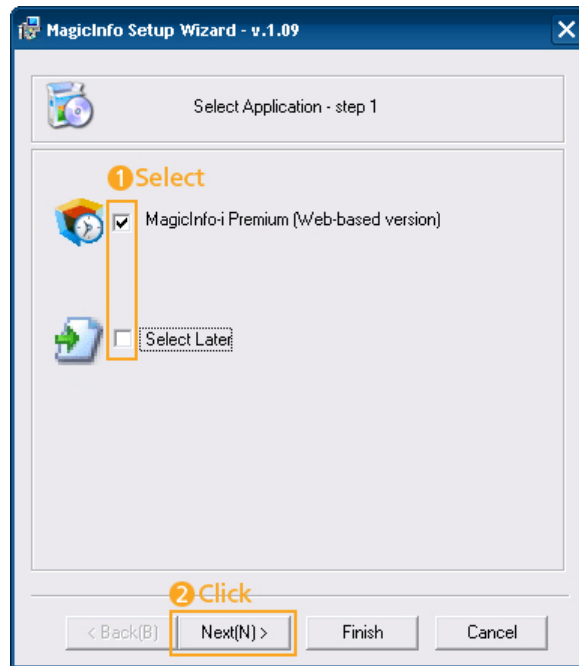 MagicInfo Setup Wizard - v.1.09
Select Application - step 1
1 Select
MagicInfo-i Premium (Web-based version)
Select Later
2 Click
< Back(B)
Next(N) >
Finish
Cancel